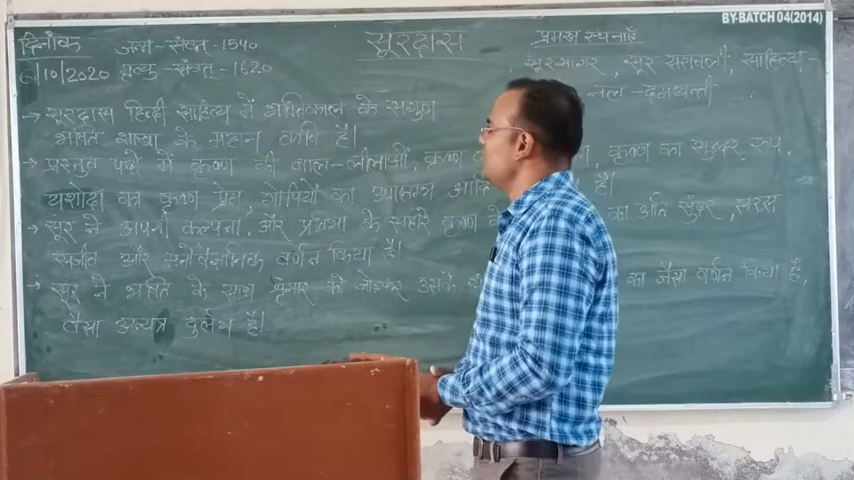 BY-BATCH 04 (2014)
दिनाँक जन्म - संवत् - 1540 सूरदास प्रमुख रचनाएँ
6/10/2020 मृत्यु - संवत् - 1620 सूरसागर, सूर सारावली, साहित्य-
नल - दमयन्ती
→ सूरदास हिन्दी साहित्य में भक्तिकाल के सगुण
भक्ति शाखा के महान कवि हैं।
→ प्रस्तुत पदों में कृष्ण की बाल-लीलाओं, कृष्ण कृष्ण का सुन्दर रूप,
यशोदा का कृष्ण प्रेम, गोपियों का उपालम्भ आदि है।
→ सूर ने अपनी कल्पना, और प्रतिभा के सहारे कृष्ण का अति सुंदर, सरस
सजीव और मनोवैज्ञानिक वर्णन किया है।
→ सूर ने भक्ति के साथ श्रृंगार को जोड़कर उसके का जैसा वर्णन किया है,
वैसा अन्यत्र दुर्लभ है।